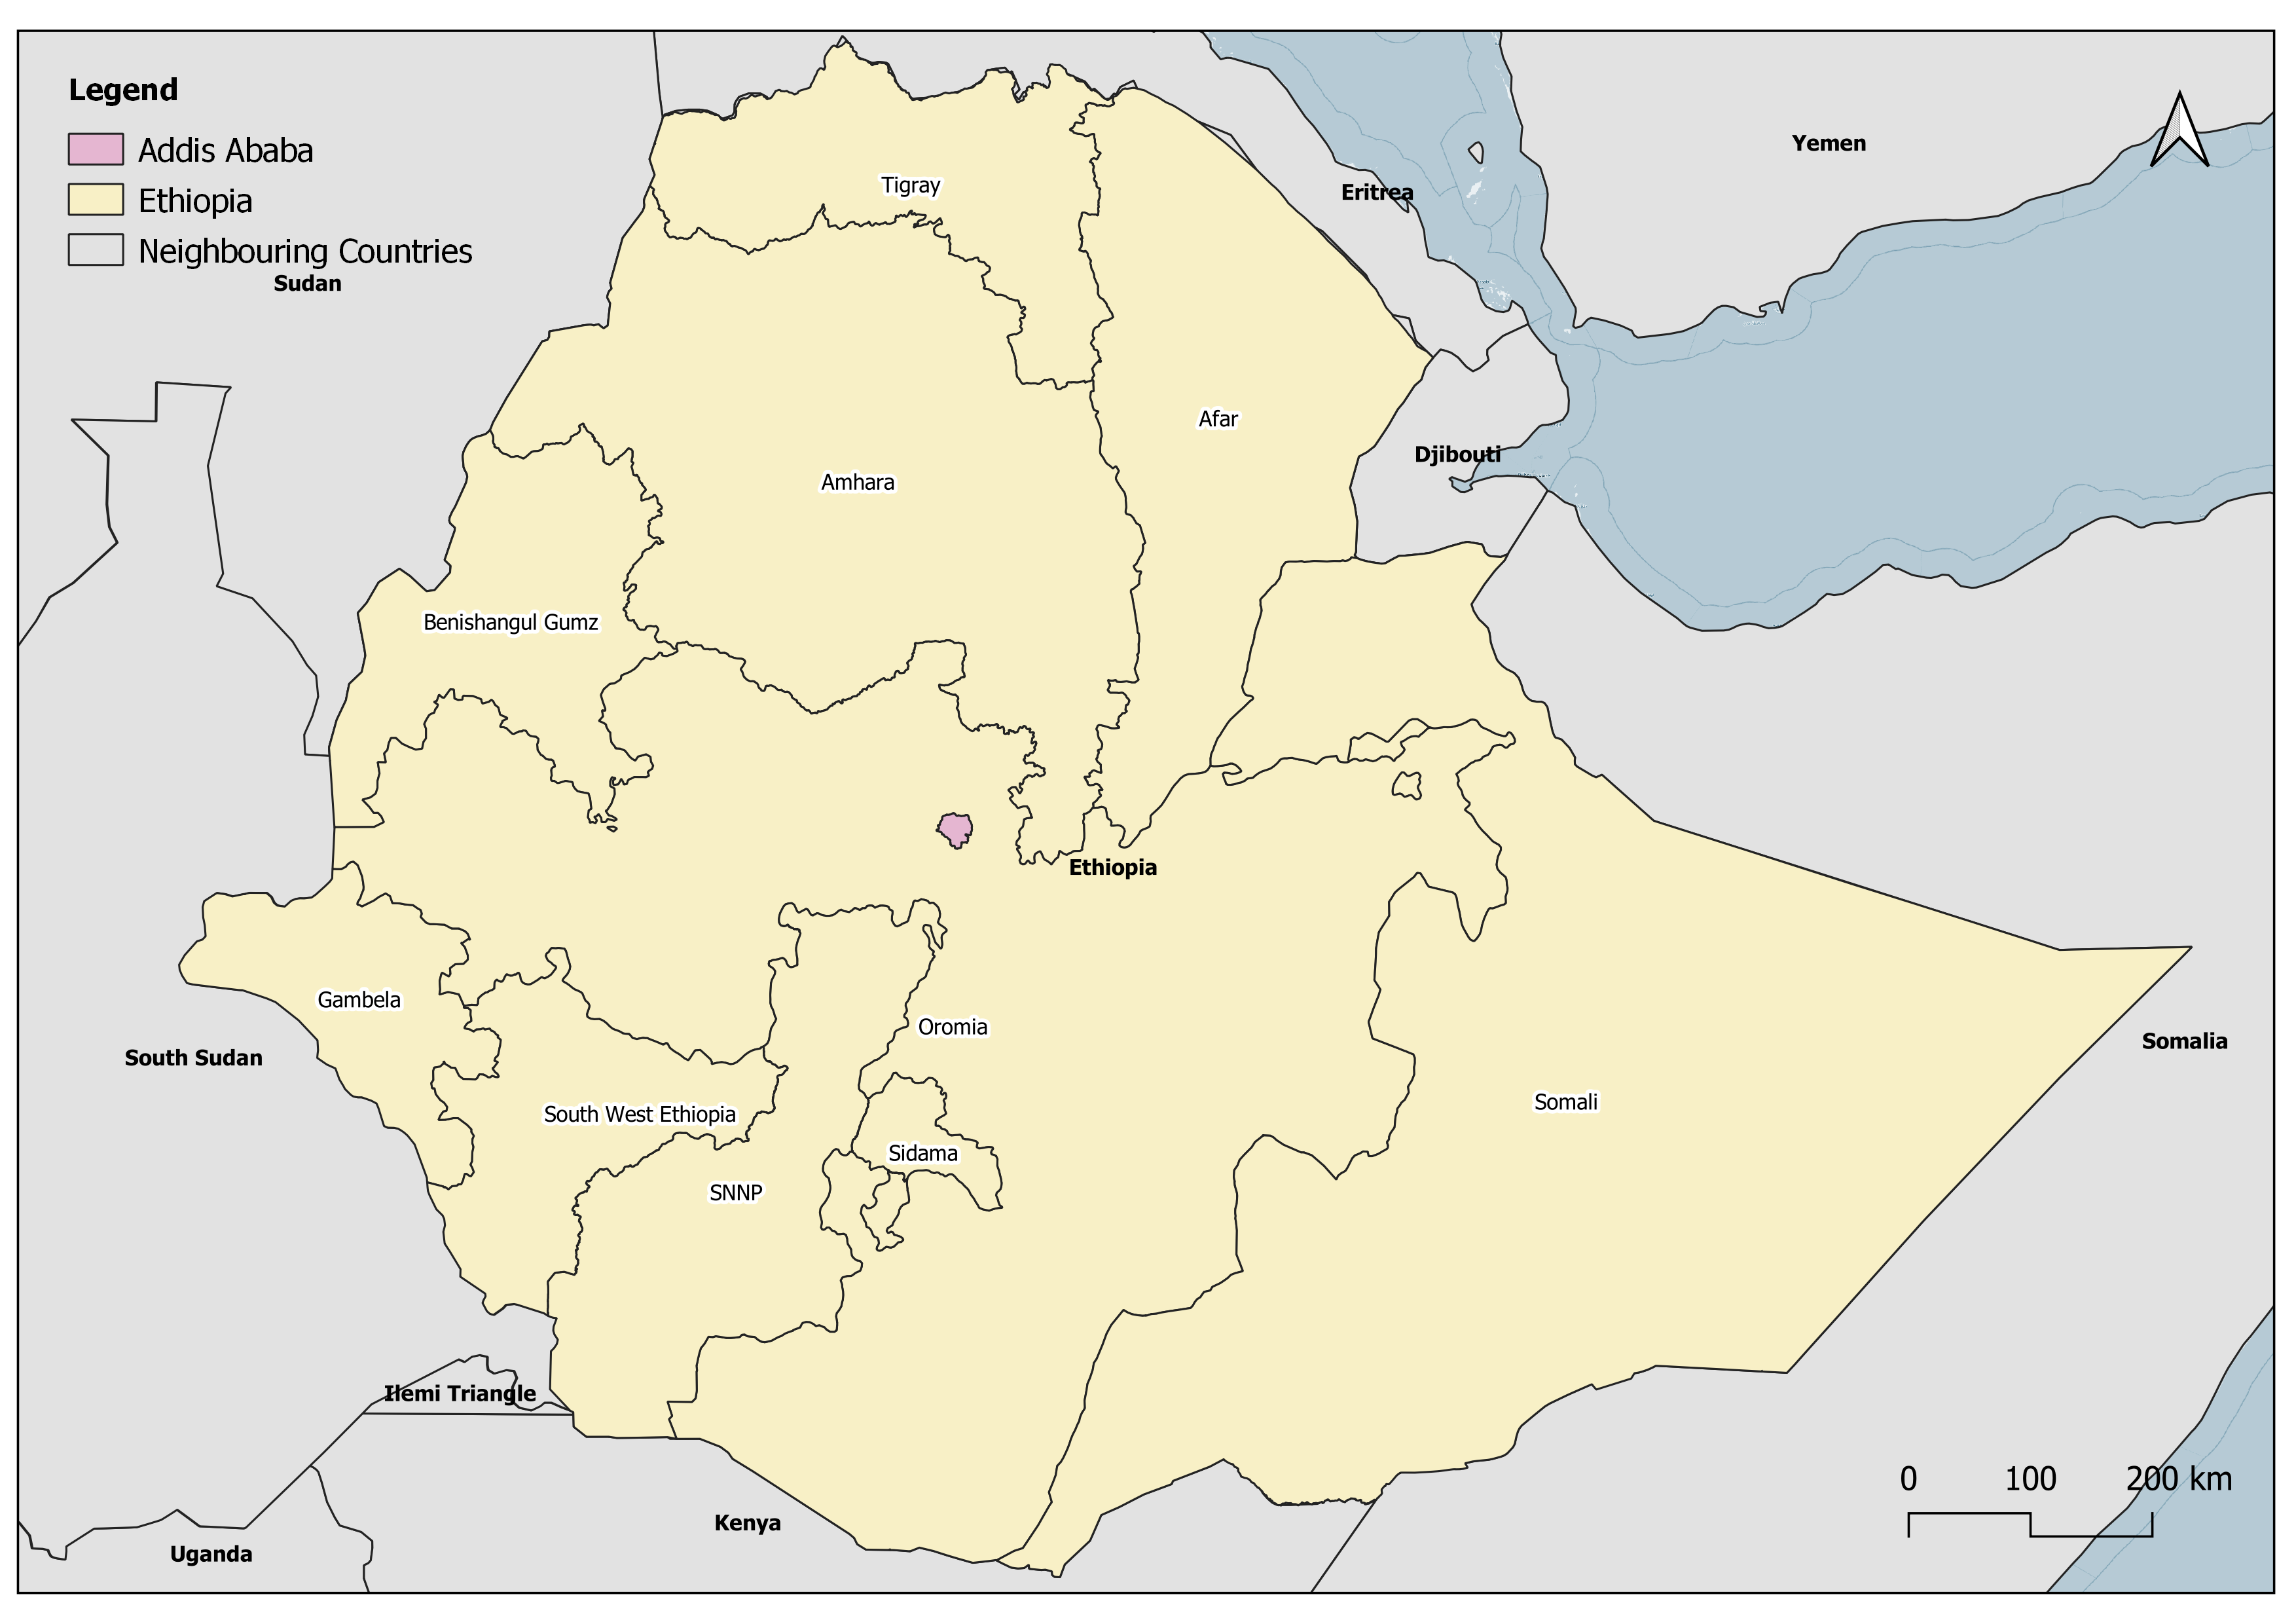 Legend
Addis Ababa
Ethiopia
Neighbouring Countries
Sudan
Yemen
Tigray
Eritrea
Afar
Djibouti
Amhara
Benishangul Gumz
Ethiopia
Gambela
Oromia
Somalia
South Sudan
Somali
South West Ethiopia
Sidama
SNNP
Ilemi Triangle
0 100 200 km
Kenya
Uganda